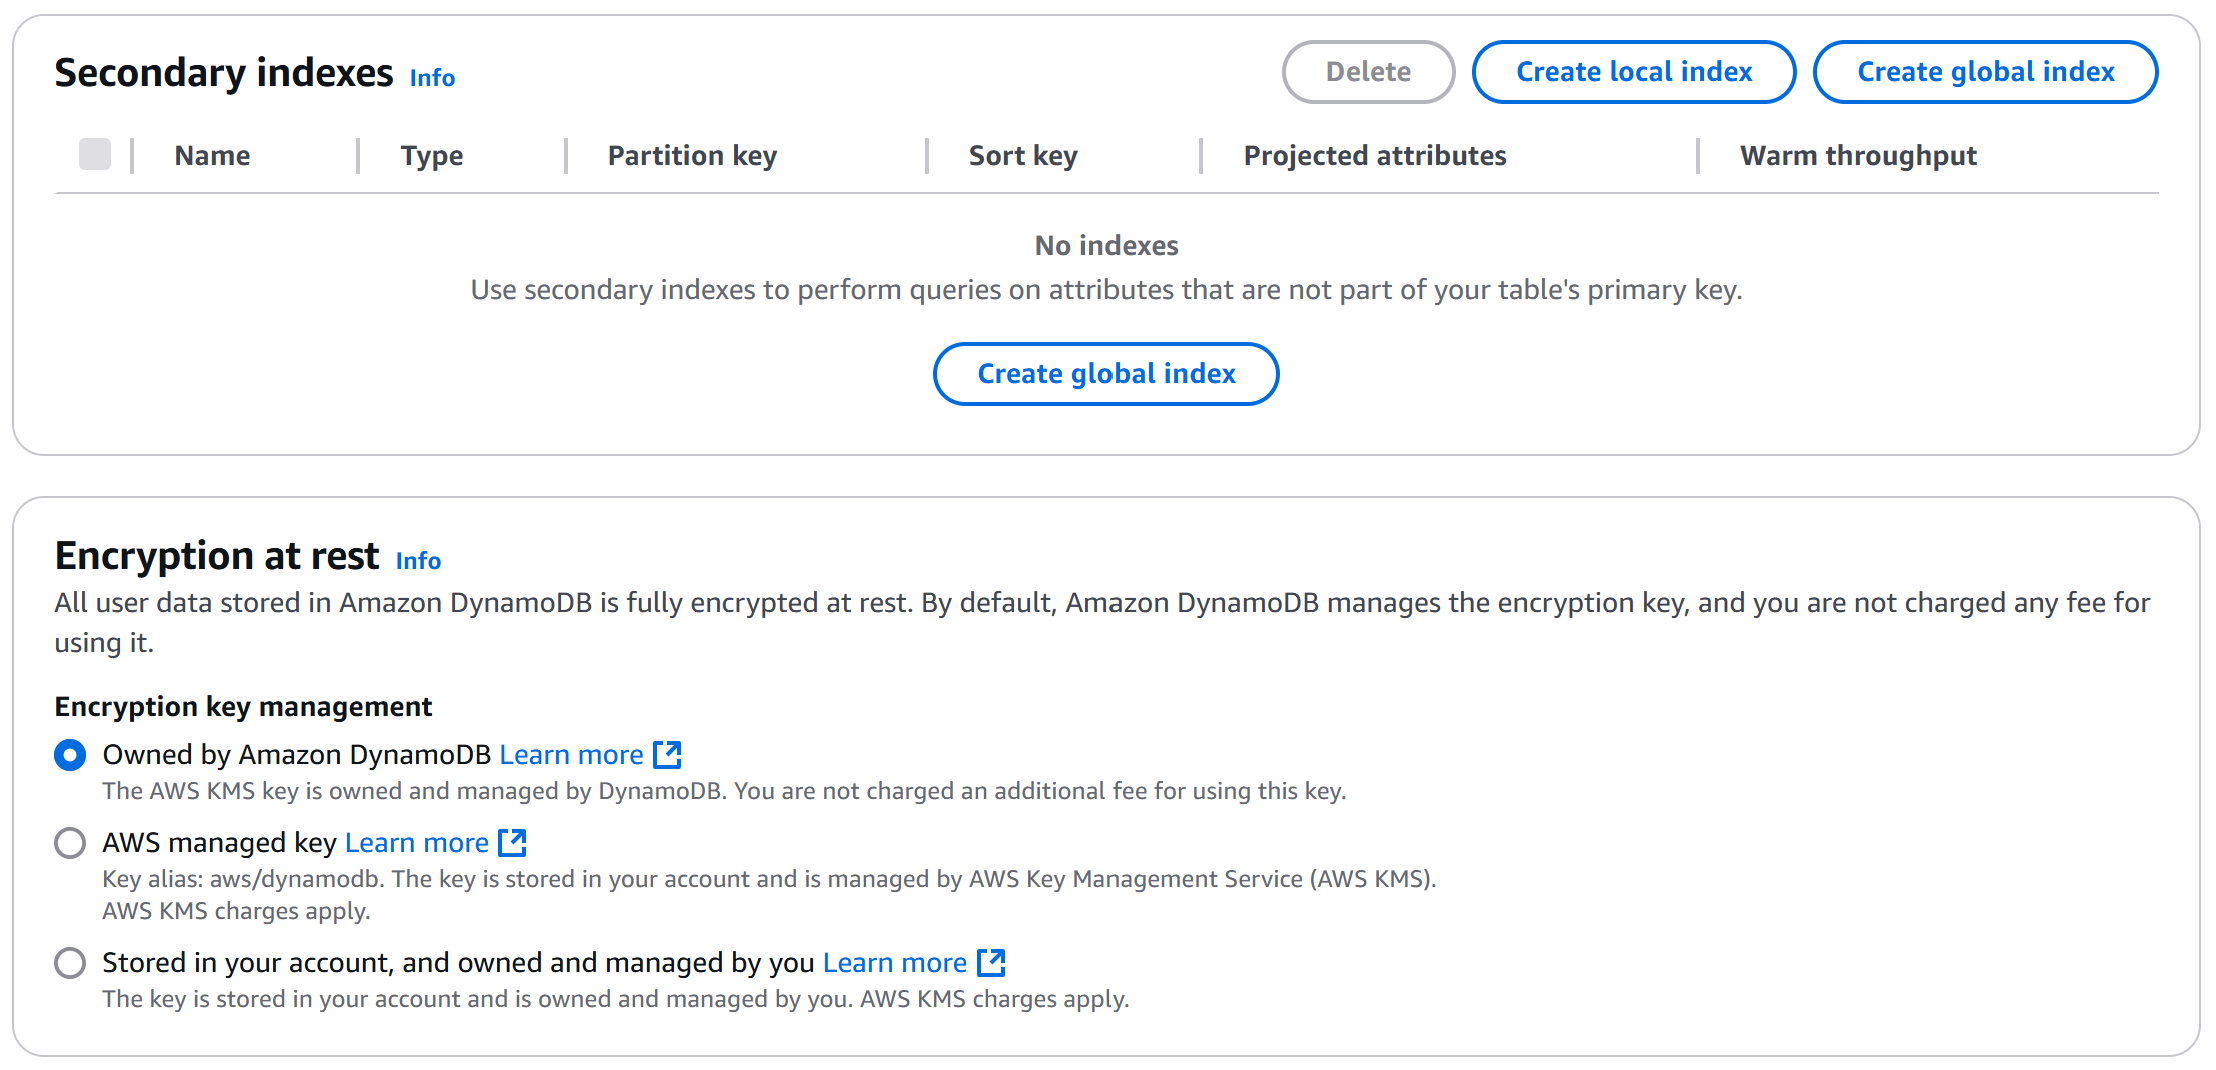 Secondary indexes Info
Delete
Create local index
Create global index
Name
Type
Partition key
Sort key
Projected attributes
Warm throughput
No indexes
Use secondary indexes to perform queries on attributes that are not part of your table's primary key.
Create global index
Encryption at rest Info
All user data stored in Amazon DynamoDB is fully encrypted at rest. By default, Amazon DynamoDB manages the encryption key, and you are not charged any fee for
using it.
Encryption key management
Owned by Amazon DynamoDB Learn more
The AWS KMS key is owned and managed by DynamoDB. You are not charged an additional fee for using this key.
AWS managed key Learn more
Key alias: aws/dynamodb. The key is stored in your account and is managed by AWS Key Management Service (AWS KMS).
AWS KMS charges apply.
Stored in your account, and owned and managed by you Learn more
The key is stored in your account and is owned and managed by you. AWS KMS charges apply.